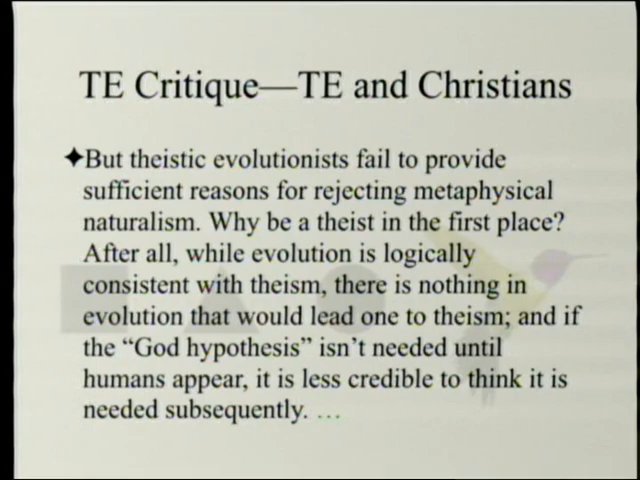 TE Critique—TE and Christians
✦But theistic evolutionists fail to provide
sufficient reasons for rejecting metaphysical
naturalism. Why be a theist in the first place?
After all, while evolution is logically
consistent with theism, there is nothing in
evolution that would lead one to theism; and if
the “God hypothesis” isn’t needed until
humans appear, it is less credible to think it is
needed subsequently. …